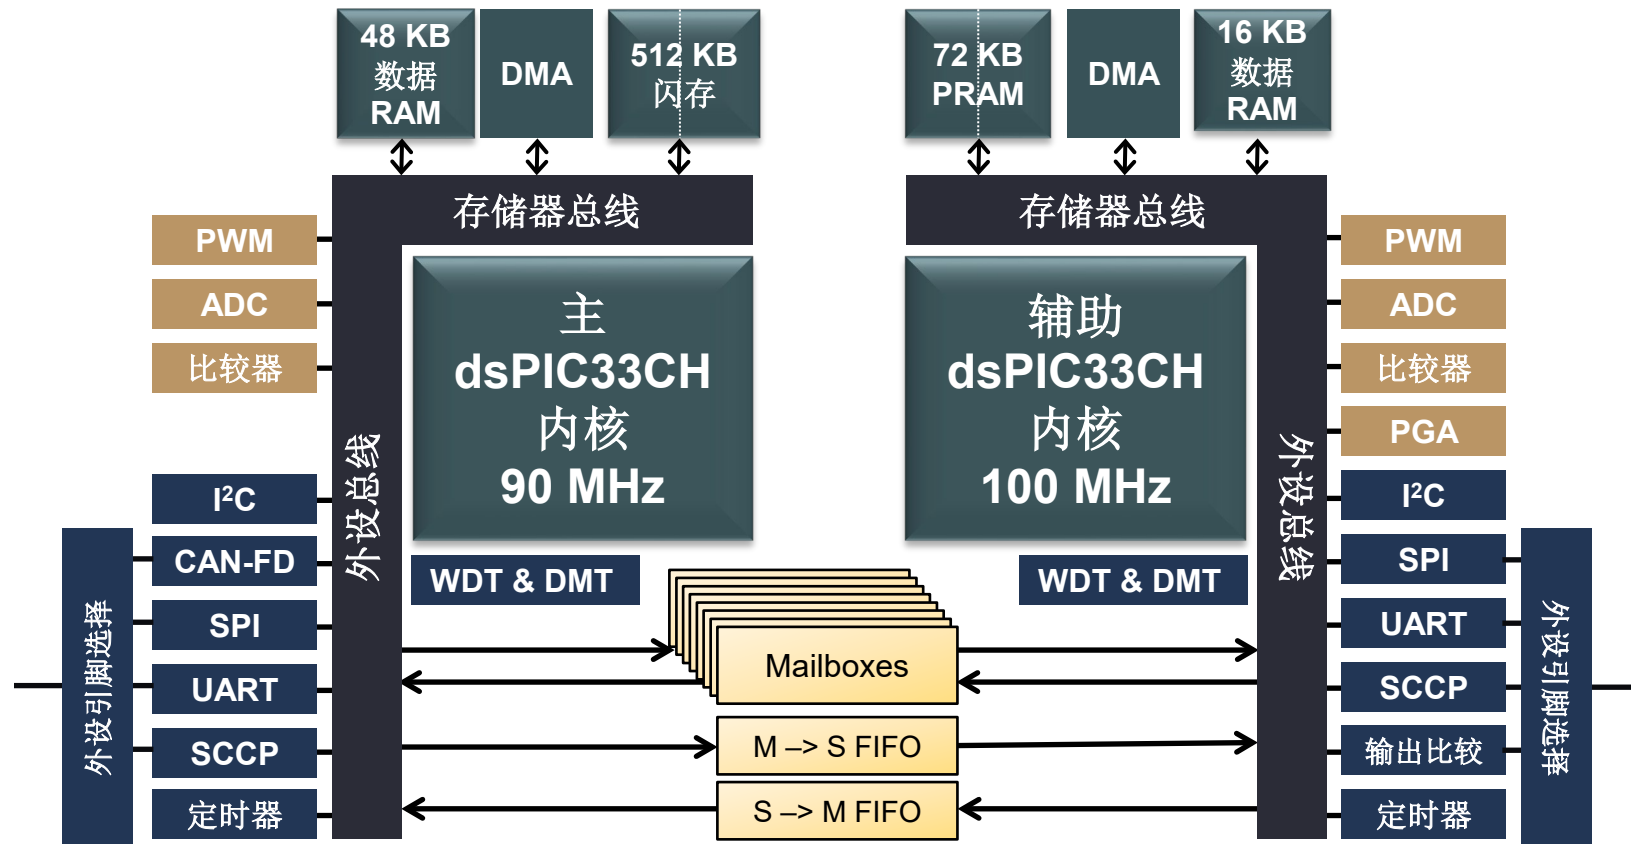 48 KB
数据
RAM
DMA
512 KB
闪存
72 KB
PRAM
DMA
16 KB
数据
RAM
存储器总线
存储器总线
PWM
ADC
比较器
I²C
CAN-FD
SPI
UART
SCCP
定时器
外设引脚选择
外设总线
主
dsPIC33CH
内核
90 MHz
WDT & DMT
辅助
dsPIC33CH
内核
100 MHz
WDT & DMT
Mailboxes
M –> S FIFO
S –> M FIFO
外设总线
PWM
ADC
比较器
PGA
I²C
SPI
UART
SCCP
输出比较
定时器
外设引脚选择